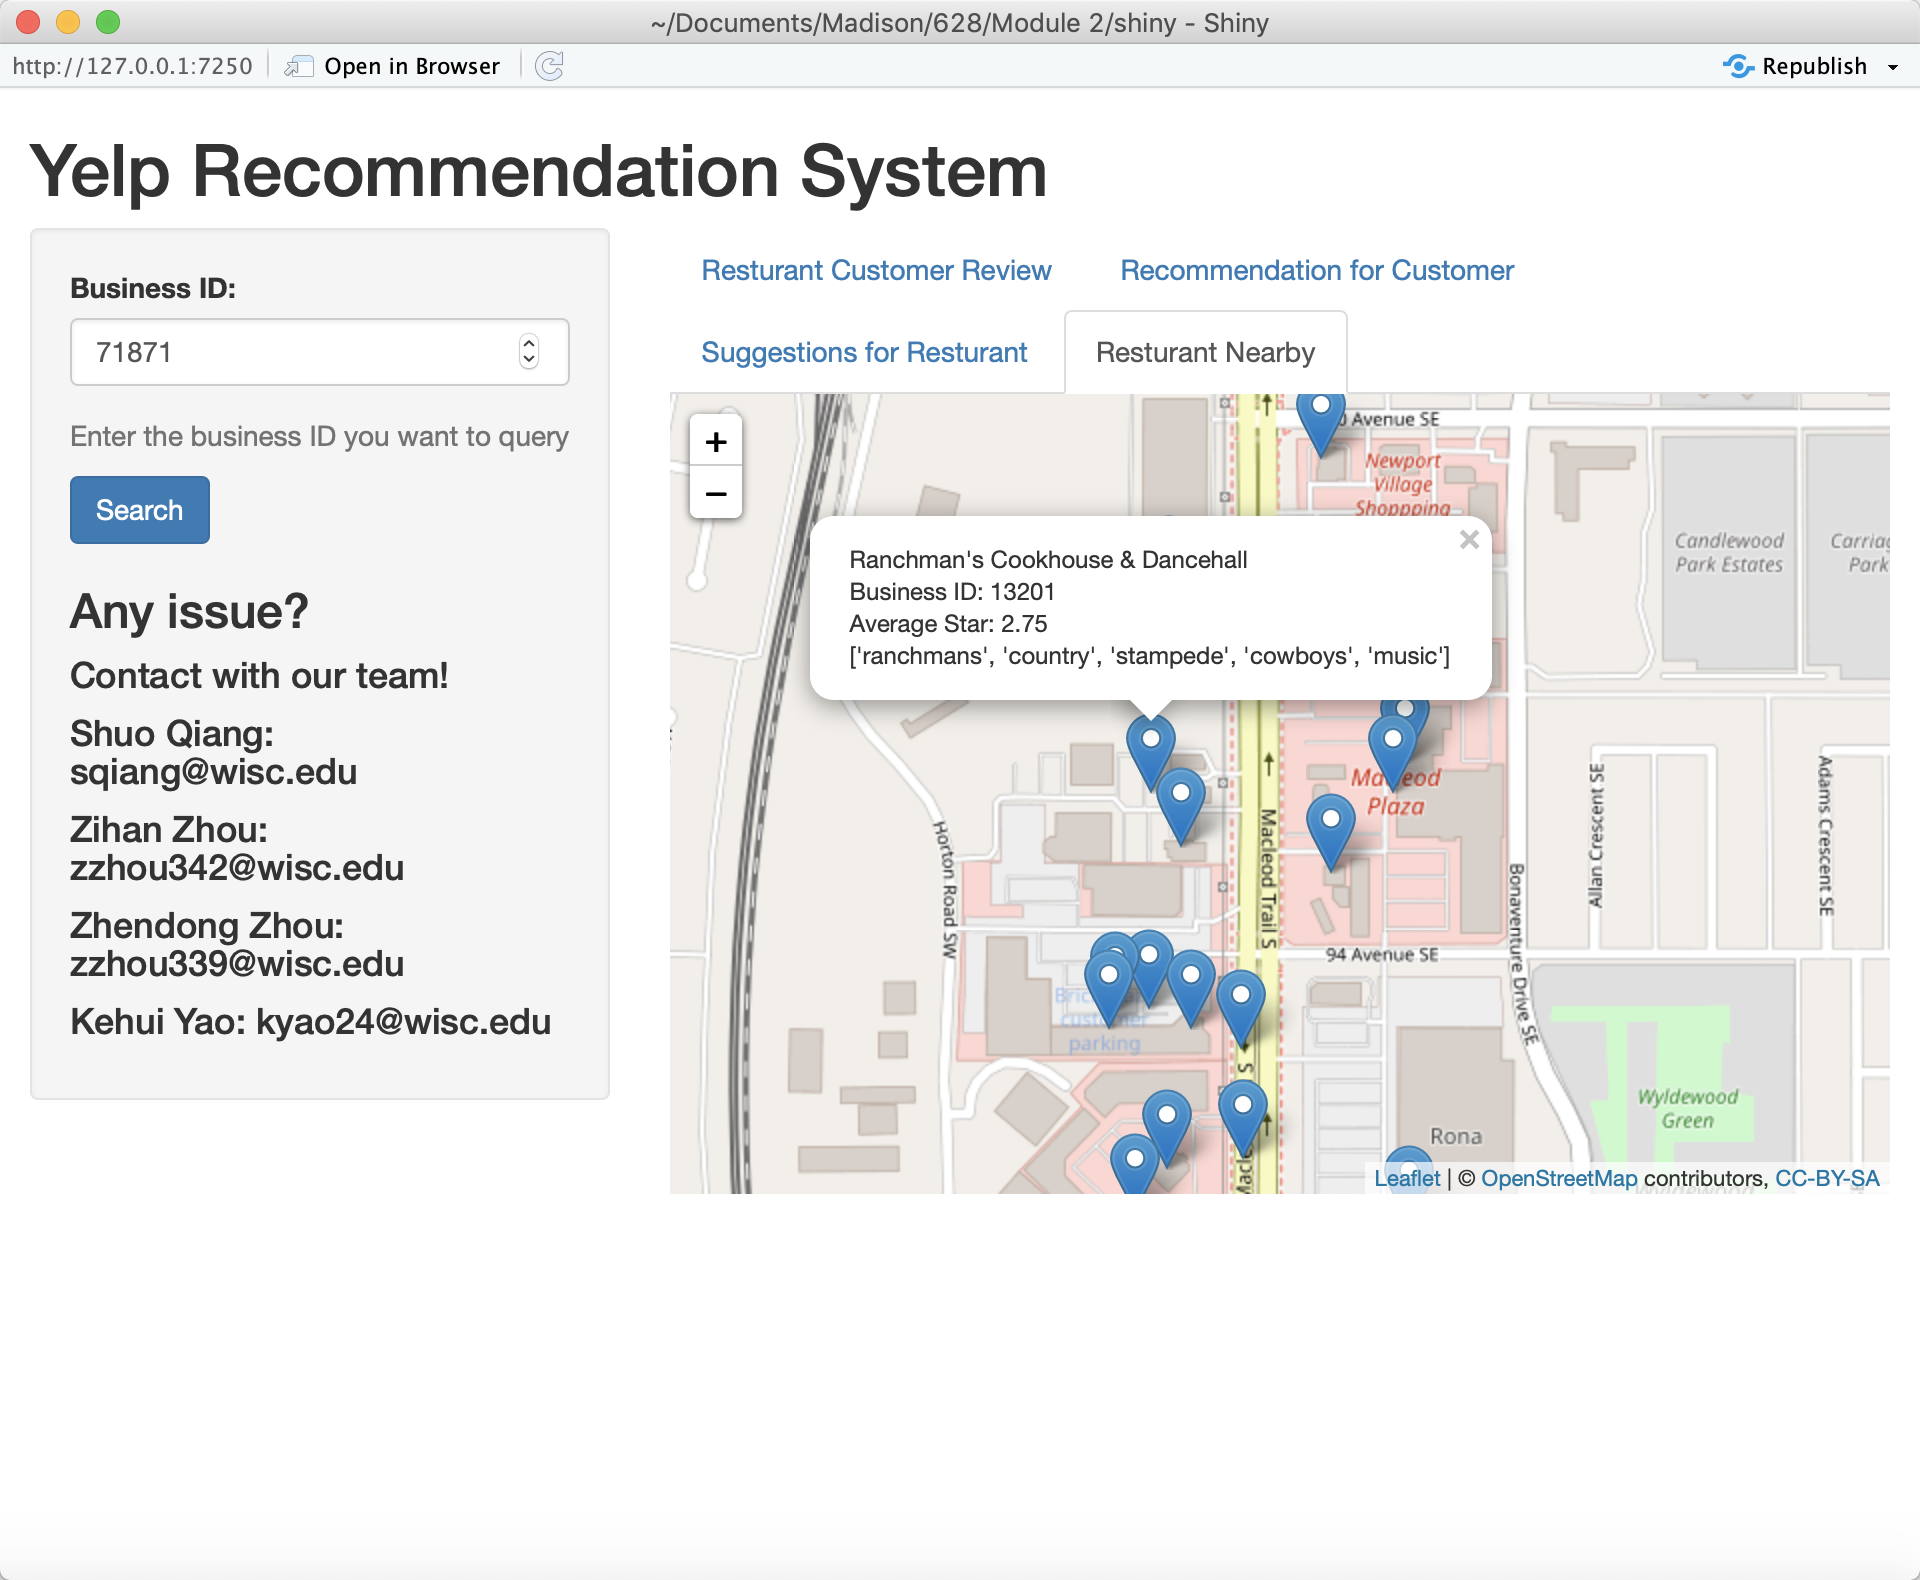 ~/Documents/Madison/628/Module 2/shiny - Shiny
http://127.0.0.1:7250
Open in Browser
Republish
Yelp Recommendation System
Business ID:
71871
Enter the business ID you want to query
Search
Any issue?
Contact with our team!
Shuo Qiang:
sqiang@wisc.edu
Zihan Zhou:
zzhou342@wisc.edu
Zhendong Zhou:
zzhou339@wisc.edu
Kehui Yao: kyao24@wisc.edu
Resturant Customer Review
Recommendation for Customer
Suggestions for Resturant
Resturant Nearby
+
−
Avenue SE
Newport
Village
Shoppping
Candlewood
Park Estates
Park
Ranchman's Cookhouse & Dancehall
Business ID: 13201
Average Star: 2.75
['ranchmans', 'country', 'stampede', 'cowboys', 'music']
×
Plaza
Horton Road SW
Macleod Trail S
Bonaventure Drive SE
Allan Crescent SE
Adams Crescent SE
94 Avenue SE
parking
Wyldewood
Green
Rona
Leaflet | © OpenStreetMap contributors, CC-BY-SA